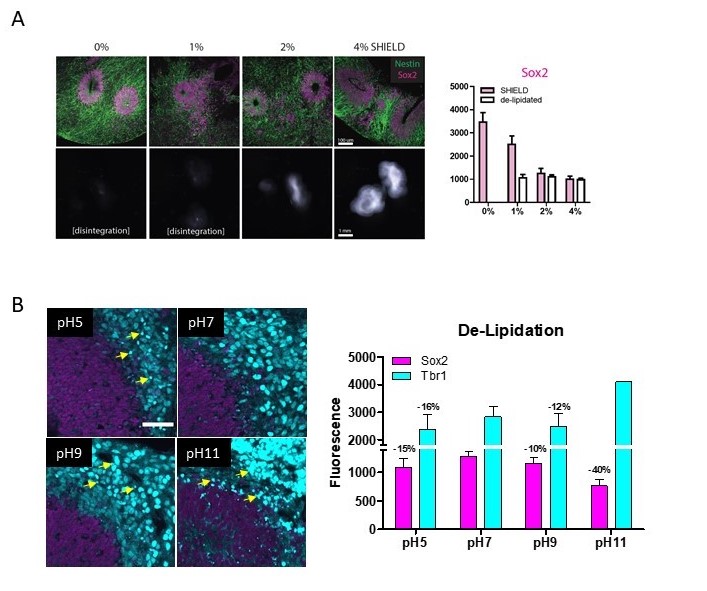 A
0%
1%
2%
4% SHIELD
Nestin
Sox2
100 µm
[disintegration]
[disintegration]
1 mm
Sox2
SHIELD
de-lipidated
5000
4000
3000
2000
1000
0
0%
1%
2%
4%
B
pH5
pH7
pH9
pH11
De-Lipidation
Sox2
Tbr1
Fluorescence
5000
4000
3000
2000
1000
500
0
-15%
-16%
-10%
-12%
-40%
pH5
pH7
pH9
pH11